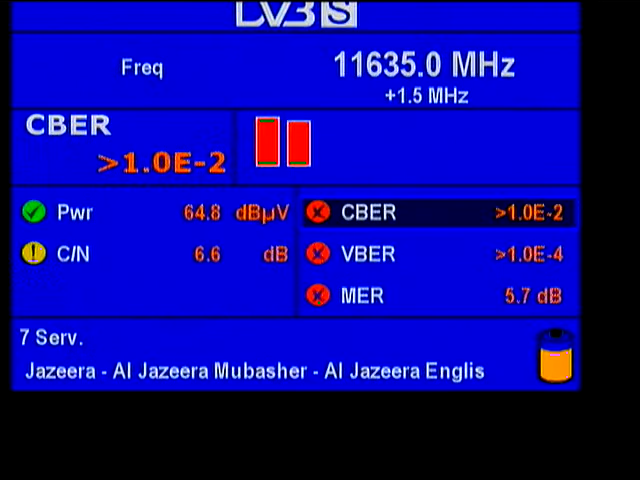 DVB S
Freq 11635.0 MHz
+1.5 MHz
CBER
>1.0E-2
Pwr 64.8 dBµV CBER >1.0E-2
C/N 6.6 dB VBER >1.0E-4
MER 5.7 dB
7 Serv.
Jazeera - Al Jazeera Mubasher - Al Jazeera Englis